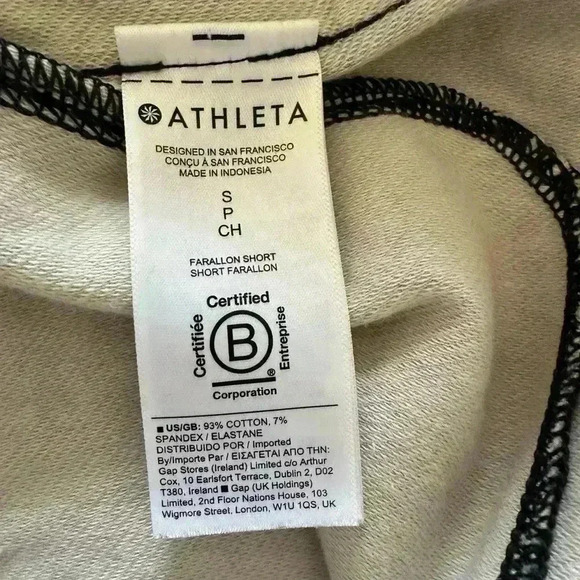 ATHLETA
DESIGNED IN SAN FRANCISCO
CONÇU À SAN FRANCISCO
MADE IN INDONESIA
S
P
CH
FARALLON SHORT
SHORT FARALLON
Certified
Certifiée
B
Entreprise
®
Corporation
■ US/GB: 93% COTTON, 7%
SPANDEX / ELASTANE
DISTRIBUIDO POR / Imported
By/Importe Par / ΕΙΣΑΓΕΤΑΙ ΑΠΟ ΤΗΝ:
Gap Stores (Ireland) Limited c/o Arthur
Cox, 10 Earlsfort Terrace, Dublin 2, D02
T380, Ireland ■ Gap (UK Holdings)
Limited, 2nd Floor Nations House, 103
Wigmore Street, London, W1U 1QS, UK